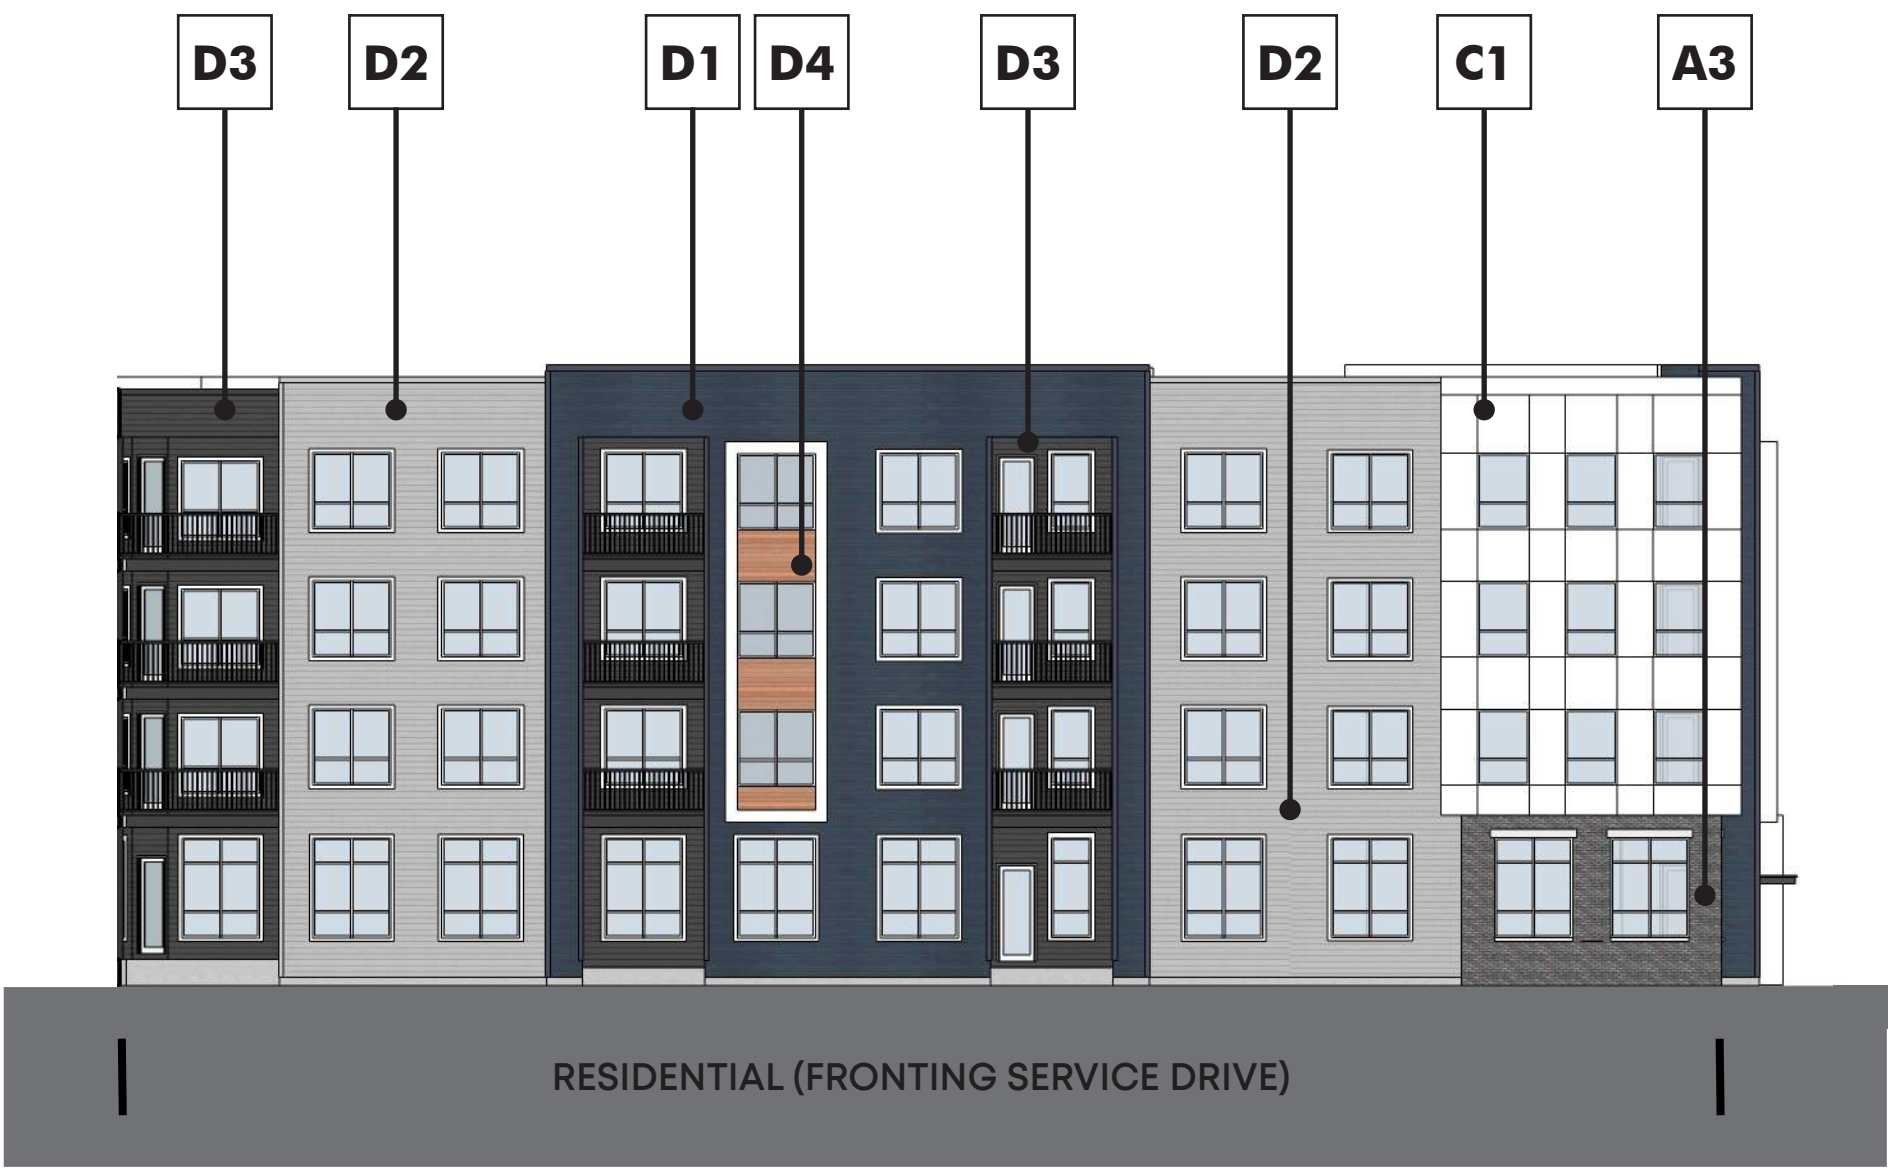 D3 D2 D1 D4 D3 D2 C1 A3
RESIDENTIAL (FRONTING SERVICE DRIVE)